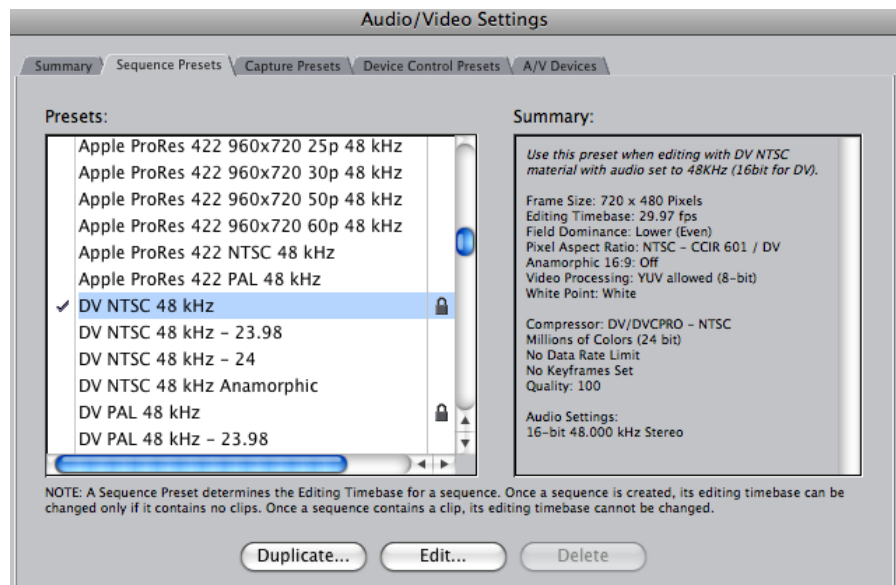 Audio/Video Settings
Summary
Sequence Presets
Capture Presets
Device Control Presets
A/V Devices
Presets:
Apple ProRes 422 960x720 25p 48 kHz
Apple ProRes 422 960x720 30p 48 kHz
Apple ProRes 422 960x720 50p 48 kHz
Apple ProRes 422 960x720 60p 48 kHz
Apple ProRes 422 NTSC 48 kHz
Apple ProRes 422 PAL 48 kHz
DV NTSC 48 kHz
DV NTSC 48 kHz – 23.98
DV NTSC 48 kHz – 24
DV NTSC 48 kHz Anamorphic
DV PAL 48 kHz
DV PAL 48 kHz – 23.98
Summary:
Use this preset when editing with DV NTSC
material with audio set to 48KHz (16bit for DV).
Frame Size: 720 x 480 Pixels
Editing Timebase: 29.97 fps
Field Dominance: Lower (Even)
Pixel Aspect Ratio: NTSC – CCIR 601 / DV
Anamorphic 16:9: Off
Video Processing: YUV allowed (8-bit)
White Point: White
Compressor: DV/DVCPRO – NTSC
Millions of Colors (24 bit)
No Data Rate Limit
No Keyframes Set
Quality: 100
Audio Settings:
16-bit 48.000 kHz Stereo
NOTE: A Sequence Preset determines the Editing Timebase for a sequence. Once a sequence is created, its editing timebase can be
changed only if it contains no clips. Once a sequence contains a clip, its editing timebase cannot be changed.
Duplicate...
Edit...
Delete